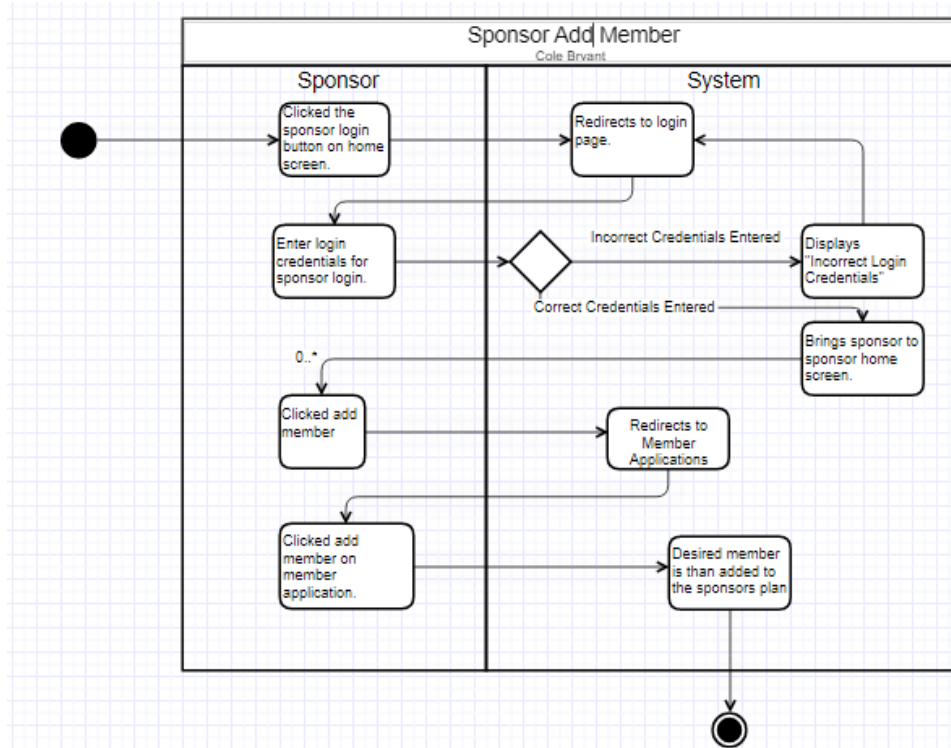 Sponsor Add Member
Cole Bryant
Sponsor
System
Clicked the
sponsor login
button on home
screen.
Redirects to login
page.
Enter login
credentials for
sponsor login.
Incorrect Credentials Entered
Displays
"Incorrect Login
Credentials"
Correct Credentials Entered
Brings sponsor to
sponsor home
screen.
0..*
Clicked add
member
Redirects to
Member
Applications
Clicked add
member on
member
application.
Desired member
is than added to
the sponsors plan